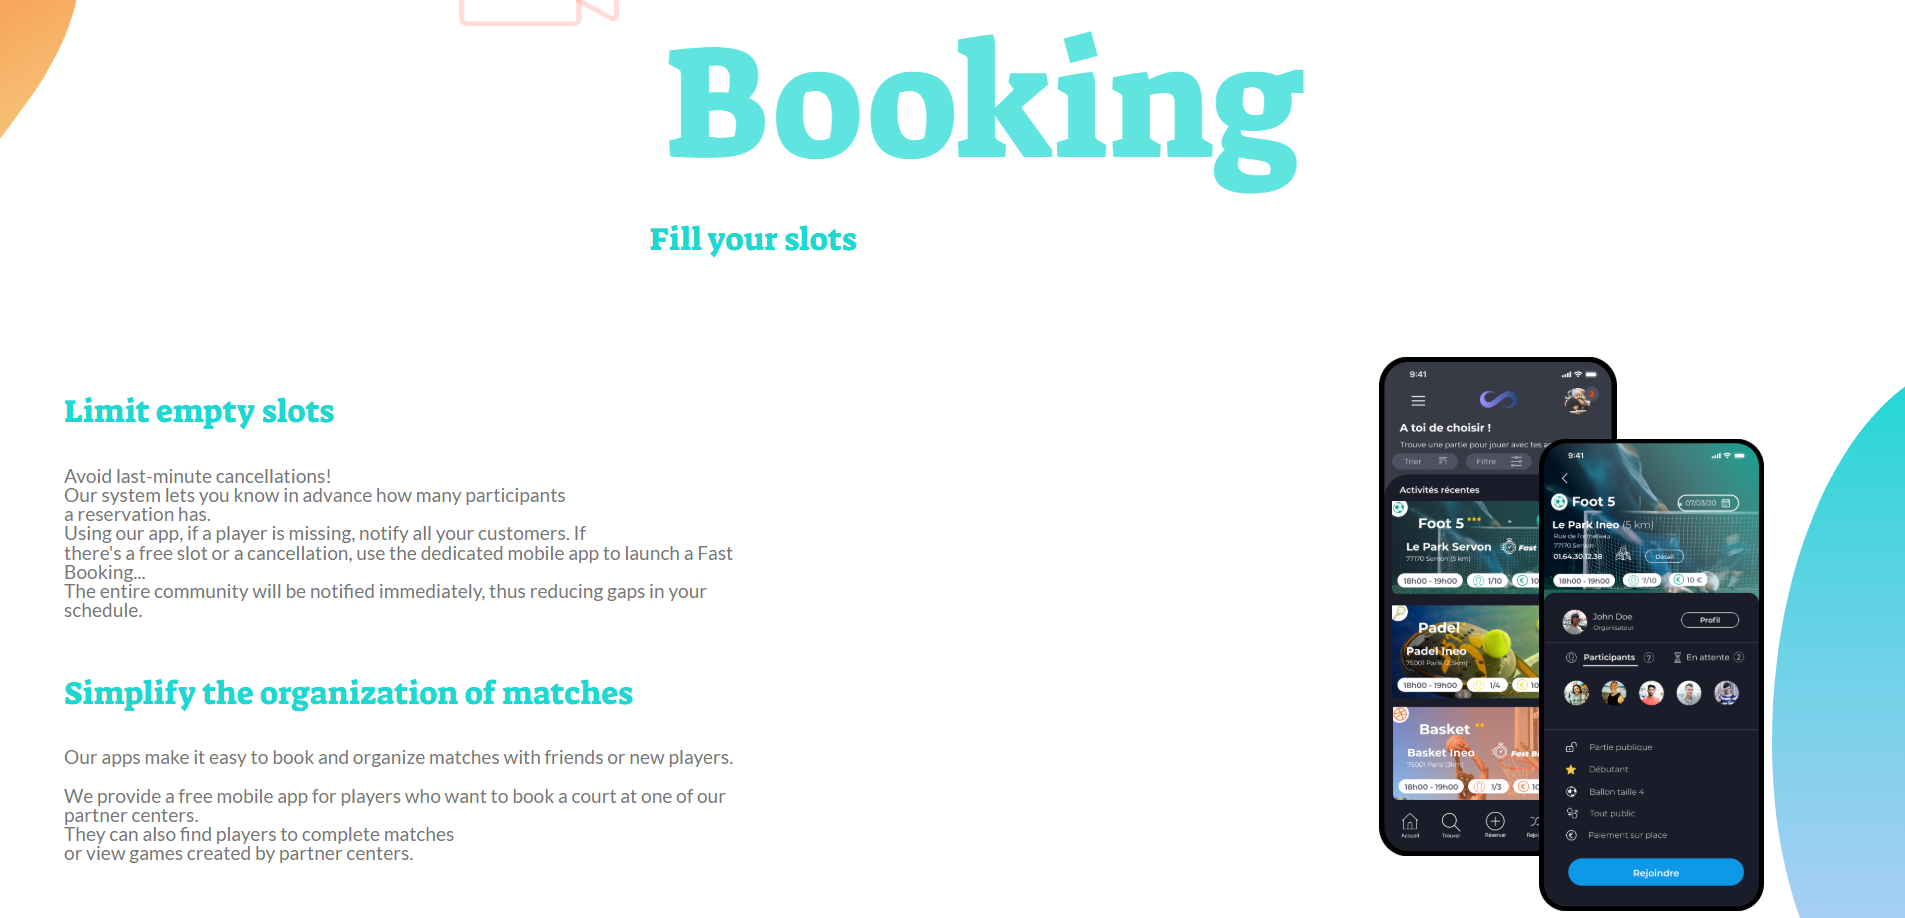 Booking
Fill your slots
Limit empty slots
Avoid last-minute cancellations!
Our system lets you know in advance how many participants
a reservation has.
Using our app, if a player is missing, notify all your customers. If
there's a free slot or a cancellation, use the dedicated mobile app to launch a Fast
Booking...
The entire community will be notified immediately, thus reducing gaps in your
schedule.
Simplify the organization of matches
Our apps make it easy to book and organize matches with friends or new players.
We provide a free mobile app for players who want to book a court at one of our
partner centers.
They can also find players to complete matches
or view games created by partner centers.
9:41
2
A toi de choisir !
Trouve une partie pour jouer avec tes
Trier
Filtre
Activités récentes
Foot 5
Le Park Servon
Fast
77170 Servon (5 km)
18h00 - 19h00
1/10
10
Padel
Padel Ineo
75001 Paris (2,5km)
18h00 - 19h00
1/4
10
Basket
Basket Ineo
Fast B
75001 Paris (3km)
18h00 - 19h00
1/3
10
Accueil
Trouver
Réserver
9:41
Foot 5
07/03/20
Le Park Ineo (5 km)
Rue de l'ormeteau
77170 Servon
01.64.30.12.38
Détail
18h00 - 19h00
7/10
10 €
John Doe
Organisateur
Profil
Participants 7
En attente 2
Partie publique
Débutant
Ballon taille 4
Tout public
Paiement sur place
Rejoindre